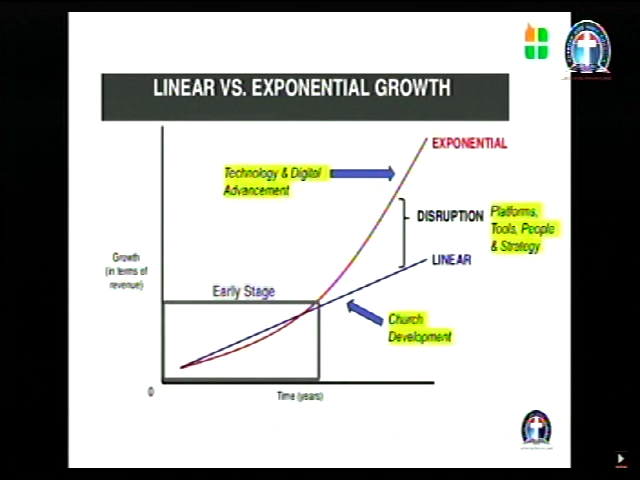 LINEAR VS. EXPONENTIAL GROWTH
EXPONENTIAL
Technology & Digital
Advancement
DISRUPTION
Platforms,
Tools, People
& Strategy
LINEAR
Growth
(in terms of
revenue)
Early Stage
Church
Development
0
Time (years)